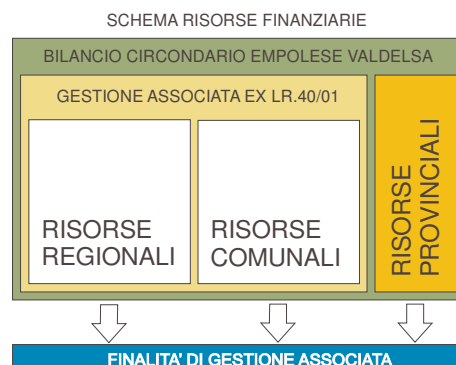 SCHEMA RISORSE FINANZIARIE
BILANCIO CIRCONDARIO EMPOLESE VALDELSA
GESTIONE ASSOCIATA EX LR.40/01
RISORSE
REGIONALI
RISORSE
COMUNALI
RISORSE
PROVINCIALI
FINALITA' DI GESTIONE ASSOCIATA